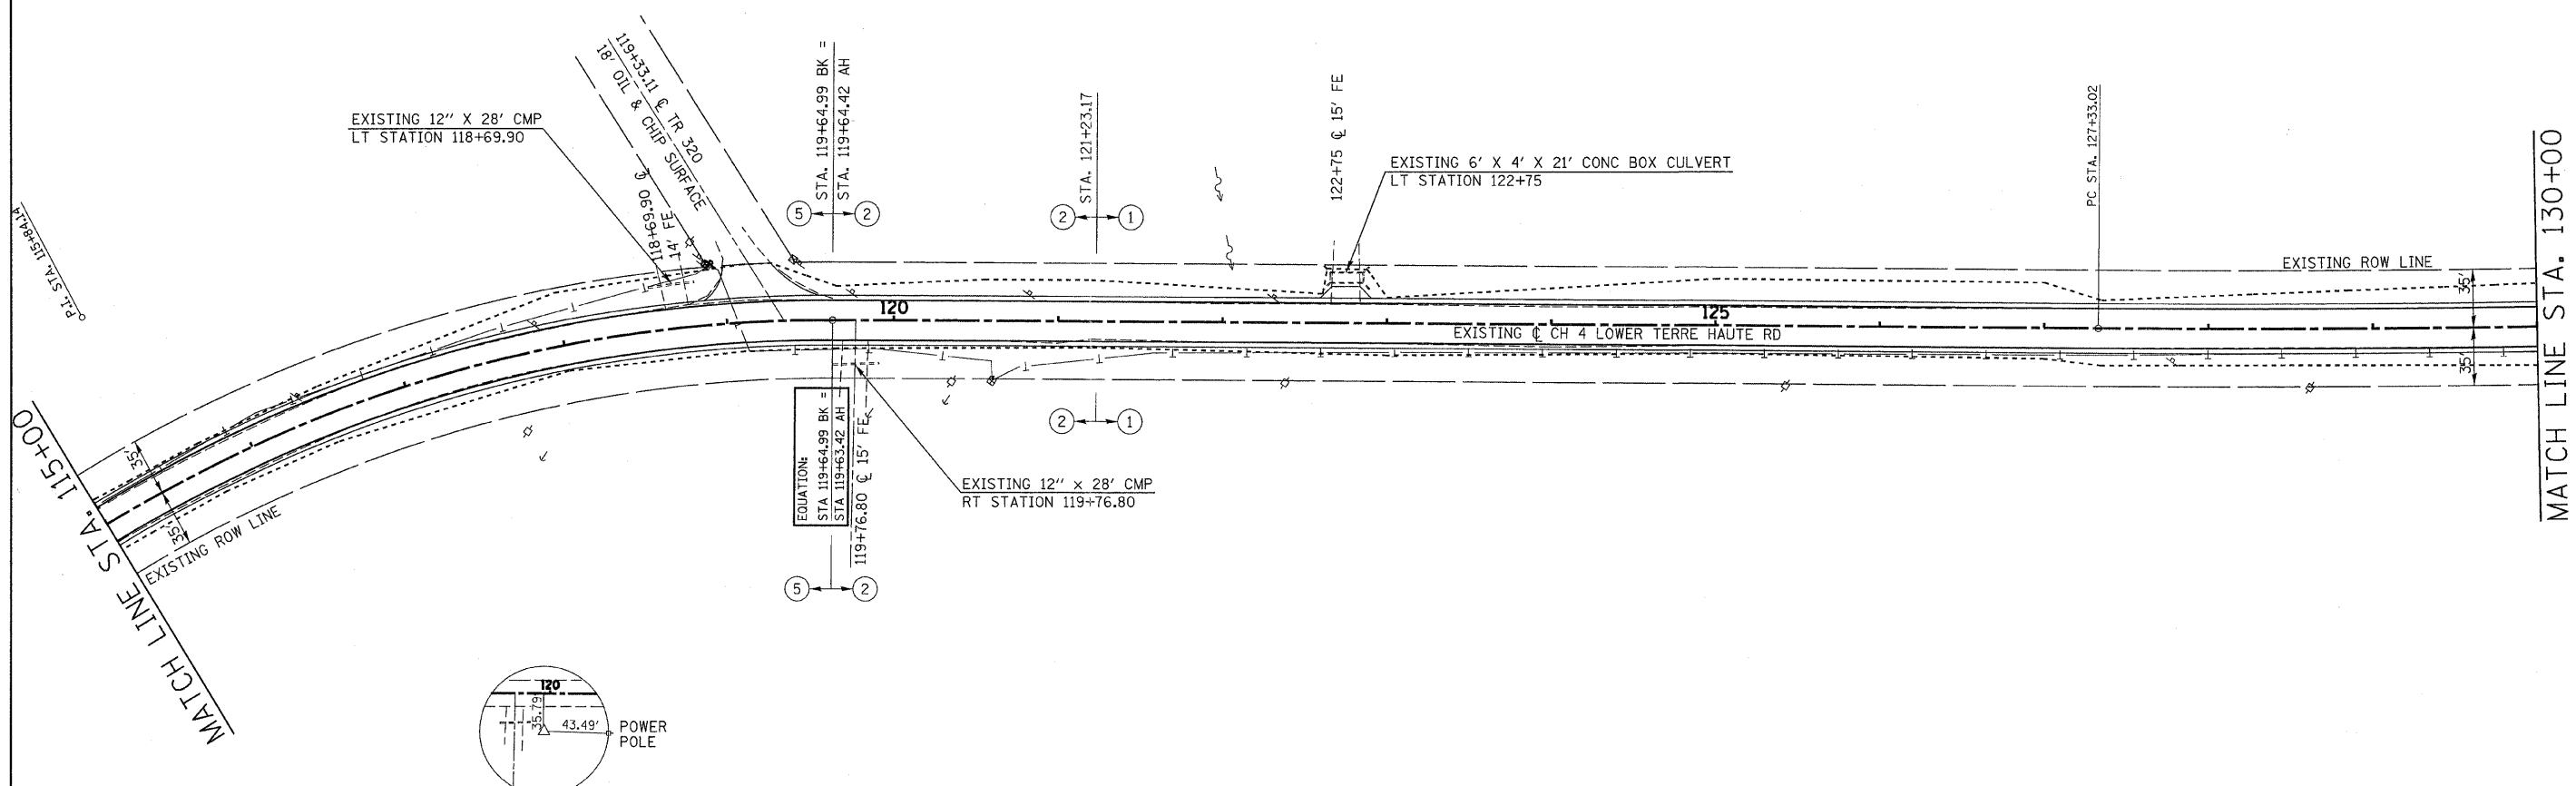 119+33.11 ℄ TR 320
18' OIL & CHIP SURFACE
EXISTING 12" X 28' CMP
LT STATION 118+69.90
118+69.90 ℄
14' FE
STA. 119+64.99 BK =
STA. 119+64.42 AH
5
2
STA. 121+23.17
2
1
122+75 ℄ 15' FE
EXISTING 6' X 4' X 21' CONC BOX CULVERT
LT STATION 122+75
PC STA. 127+33.02
MATCH LINE STA. 130+00
EXISTING ROW LINE
35'
35'
P.I. STA. 115+84.14
120
125
EXISTING ℄ CH 4 LOWER TERRE HAUTE RD
MATCH LINE STA. 115+00
35'
35'
EXISTING ROW LINE
EQUATION:
STA 119+64.99 BK =
STA 119+63.42 AH
119+76.80 ℄ 15' FE
EXISTING 12" x 28' CMP
RT STATION 119+76.80
2
1
5
2
120
35.79'
43.49'
POWER
POLE